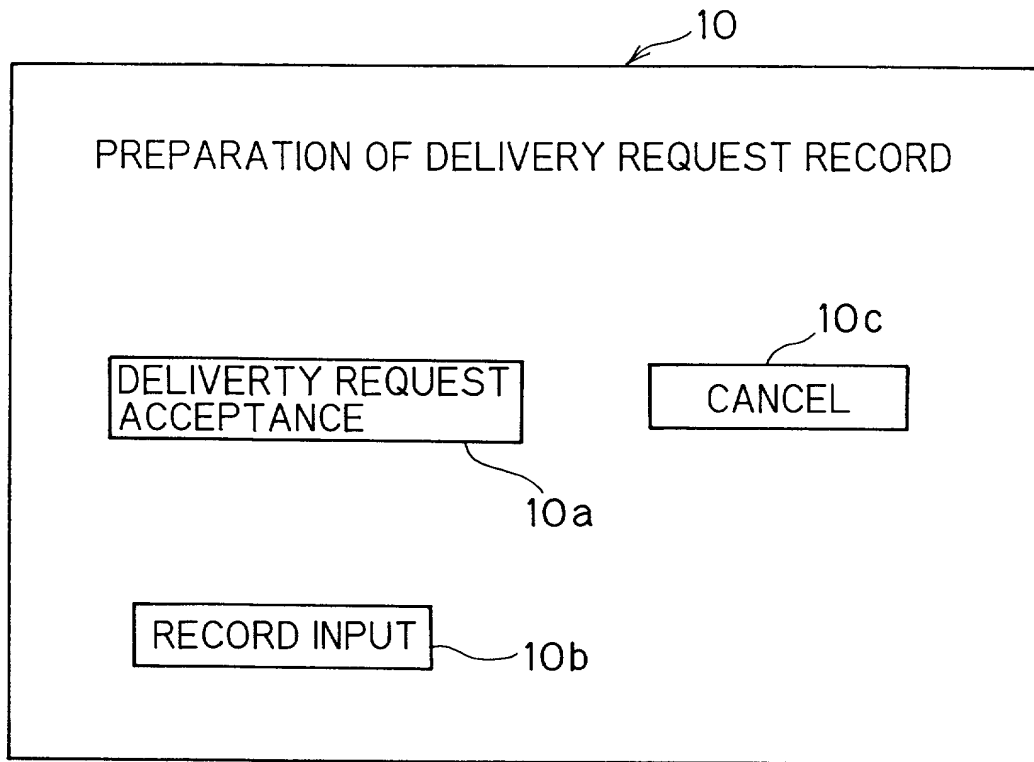 10
PREPARATION OF DELIVERY REQUEST RECORD
10c
DELIVERTY REQUEST
ACCEPTANCE
CANCEL
10a
RECORD INPUT
10b